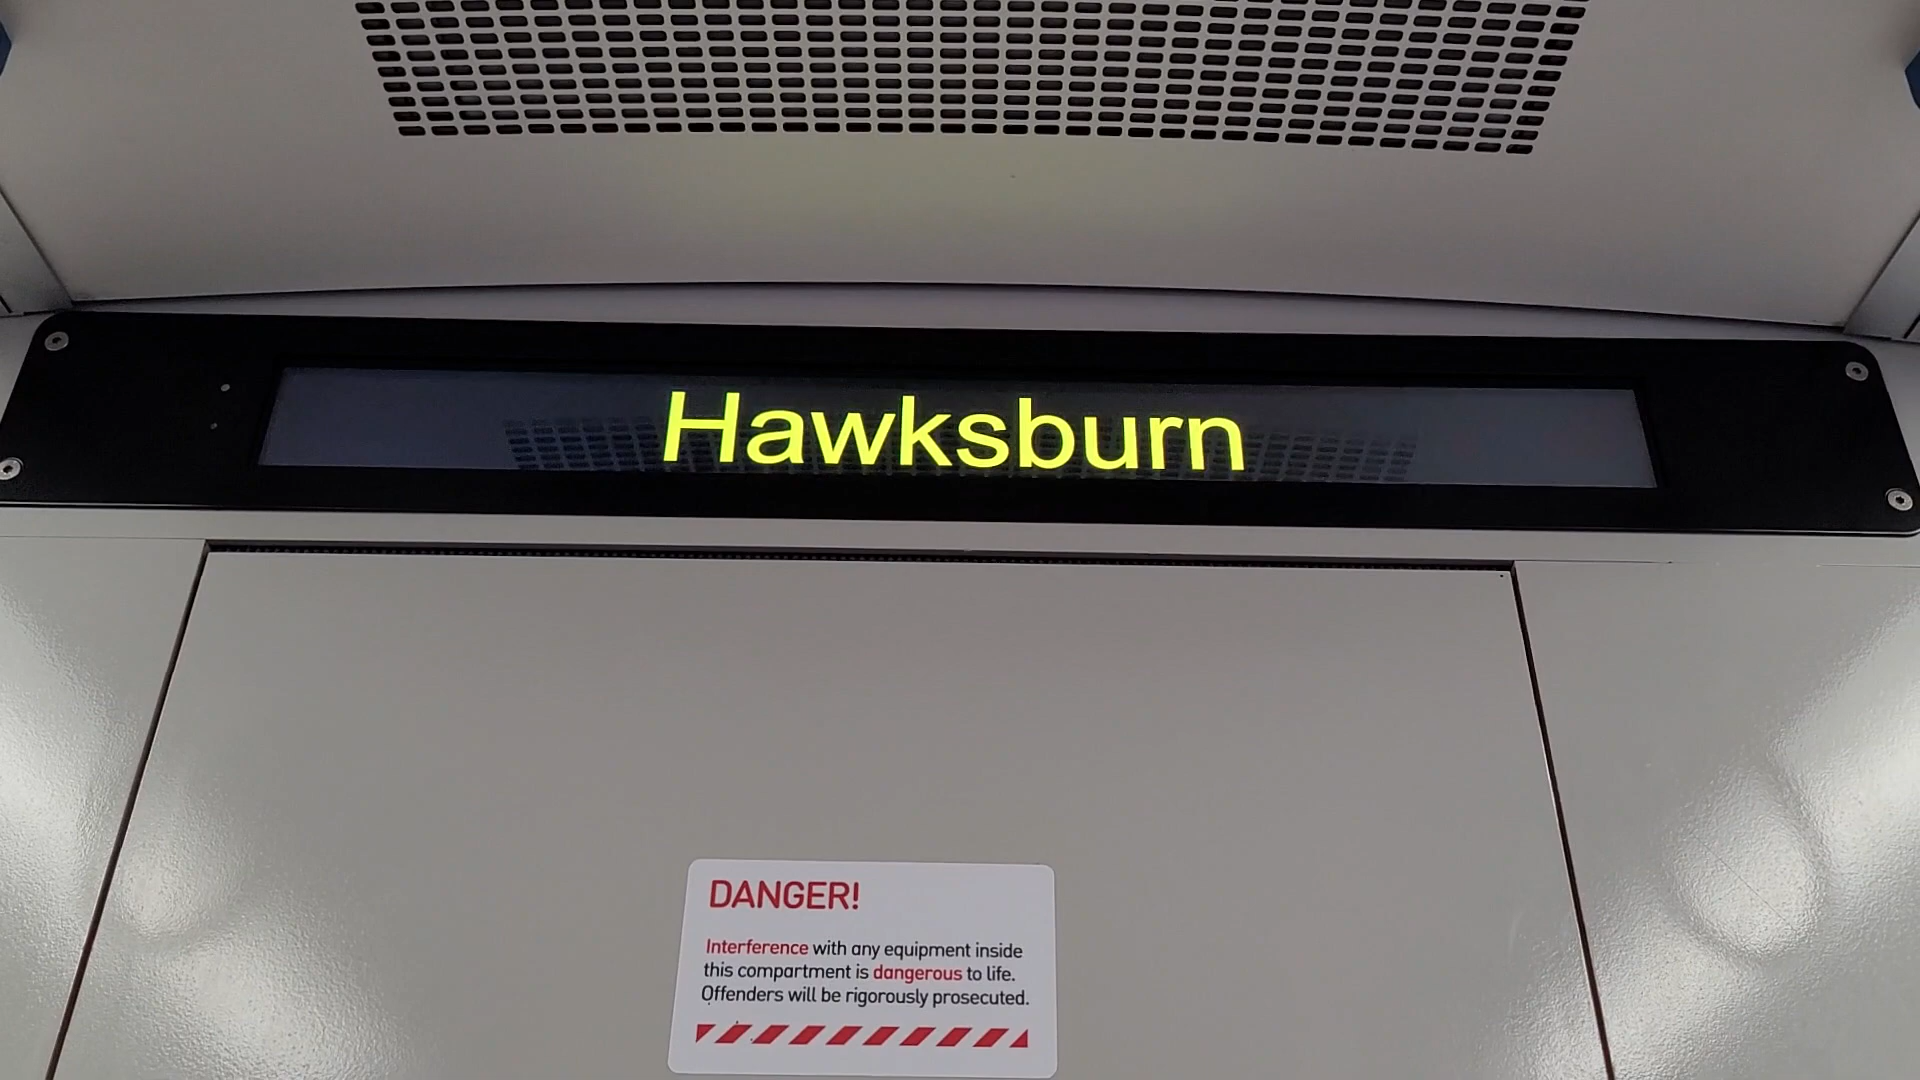 Hawksburn
DANGER!
Interference with any equipment inside
this compartment is dangerous to life.
Offenders will be rigorously prosecuted.